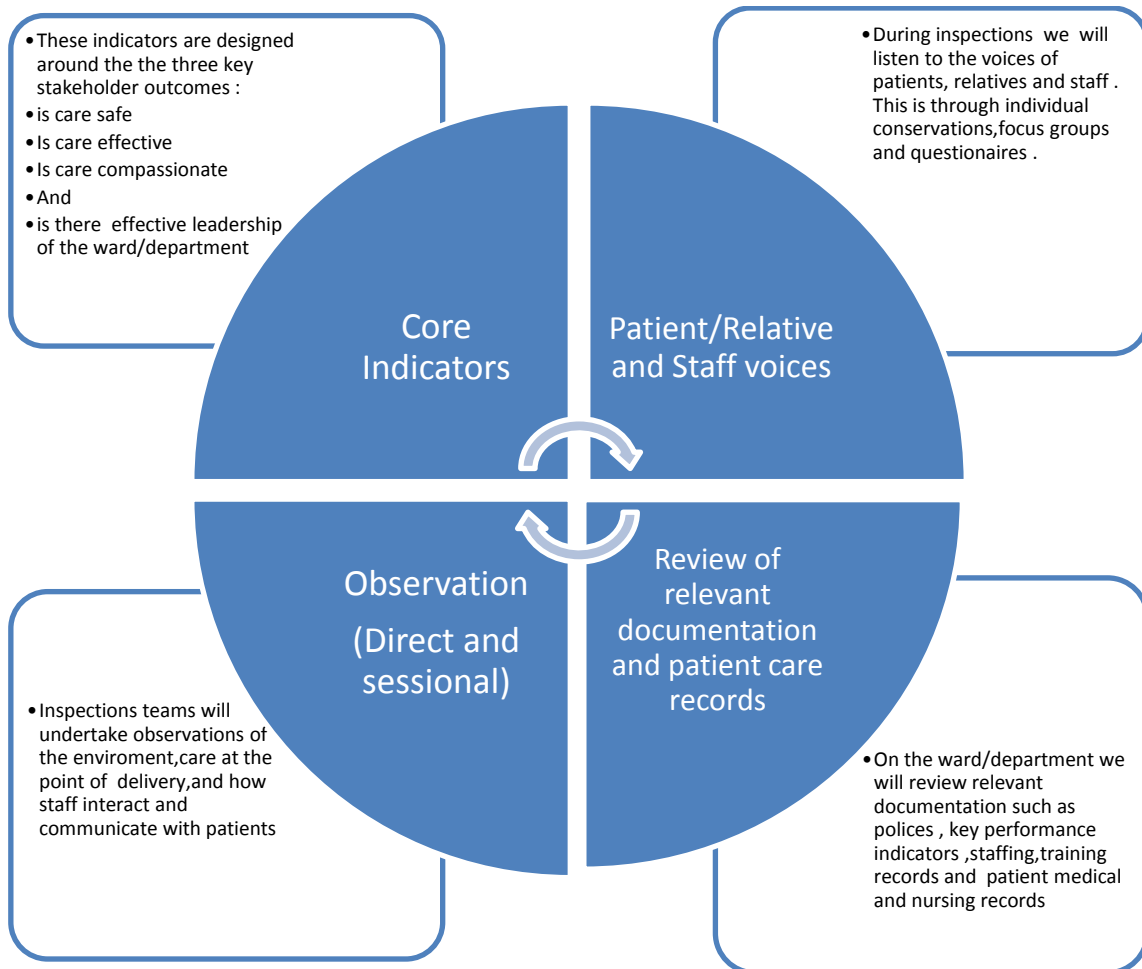 •These indicators are designed
around the the three key
stakeholder outcomes :
•is care safe
•Is care effective
•Is care compassionate
•And
•is there  effective leadership
of the ward/department
•During inspections  we  will
listen to the voices of
patients, relatives and staff .
This is through individual
conservations,focus groups
and questionaires .
Core
Indicators
Patient/Relative
and Staff voices
Observation
(Direct and
sessional)
Review of
relevant
documentation
and patient care
records
•Inspections teams will
undertake observations of
the enviroment,care at the
point of  delivery,and how
staff interact and
communicate with patients
•On the ward/department we
will review relevant
documentation such as
polices , key performance
indicators ,staffing,training
records and  patient medical
and nursing records